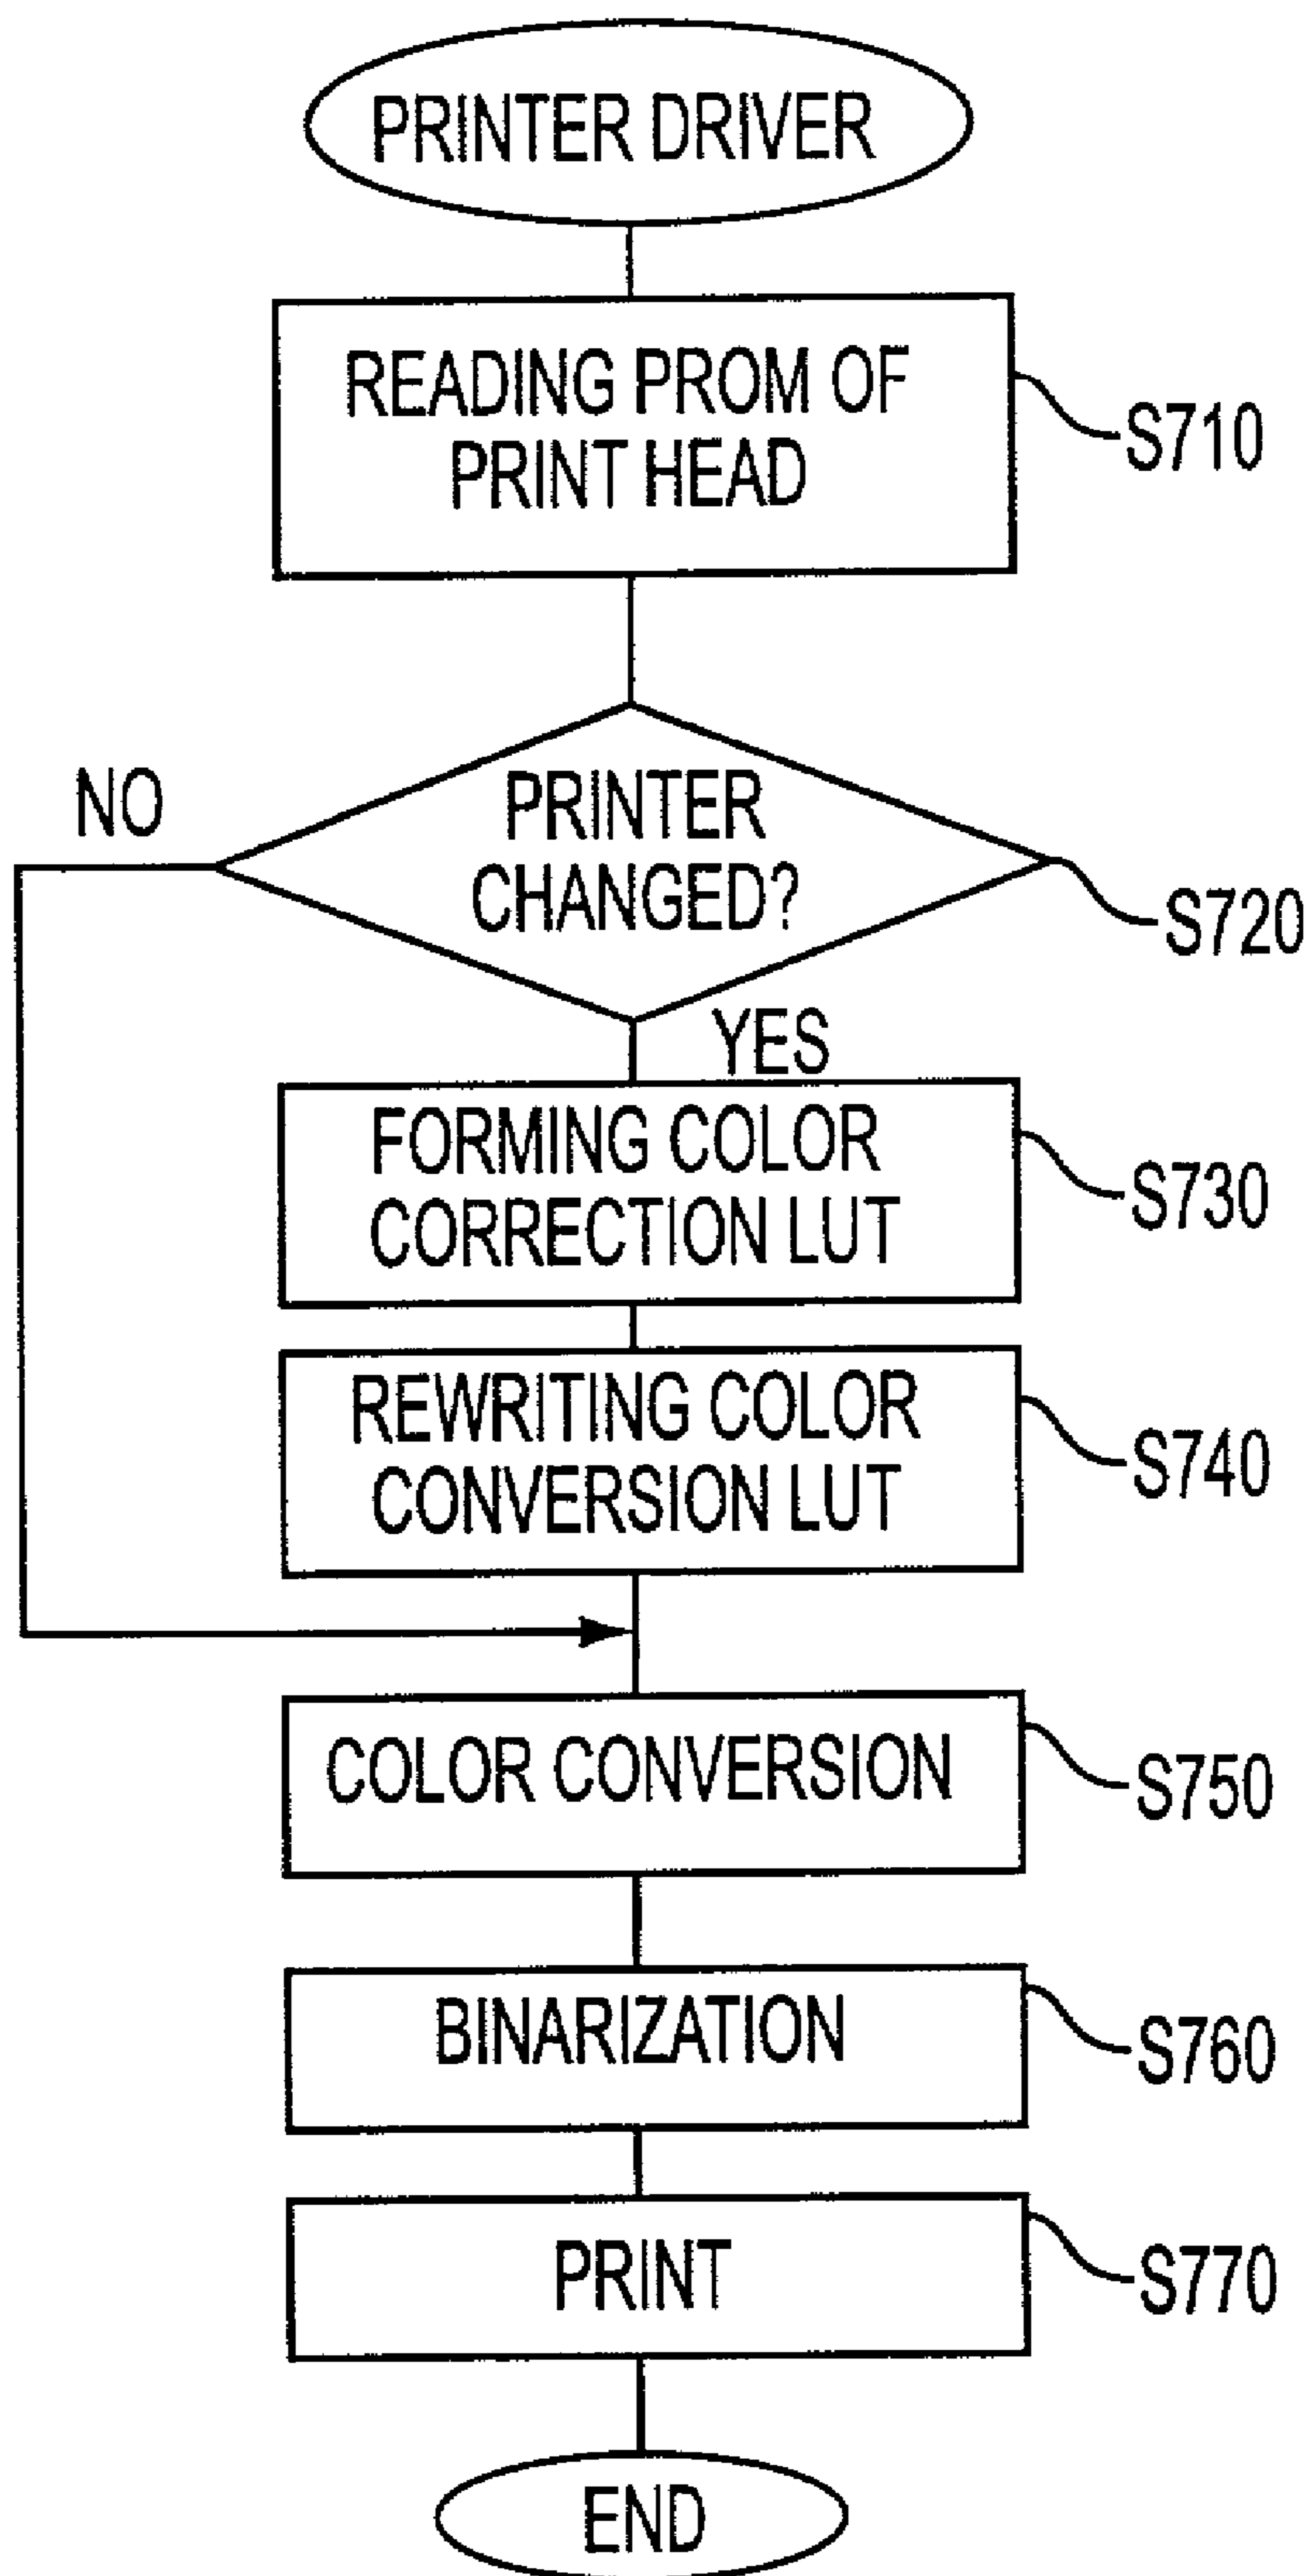 PRINTER DRIVER
READING PROM OF
PRINT HEAD
S710
PRINTER
CHANGED?
NO
S720
YES
FORMING COLOR
CORRECTION LUT
S730
REWRITING COLOR
CONVERSION LUT
S740
COLOR CONVERSION
S750
BINARIZATION
S760
PRINT
S770
END